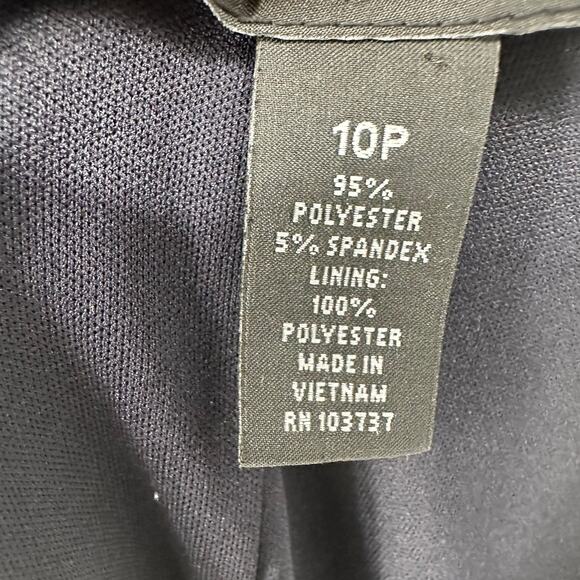 10P
95%
POLYESTER
5% SPANDEX
LINING:
100%
POLYESTER
MADE IN
VIETNAM
RN 103737